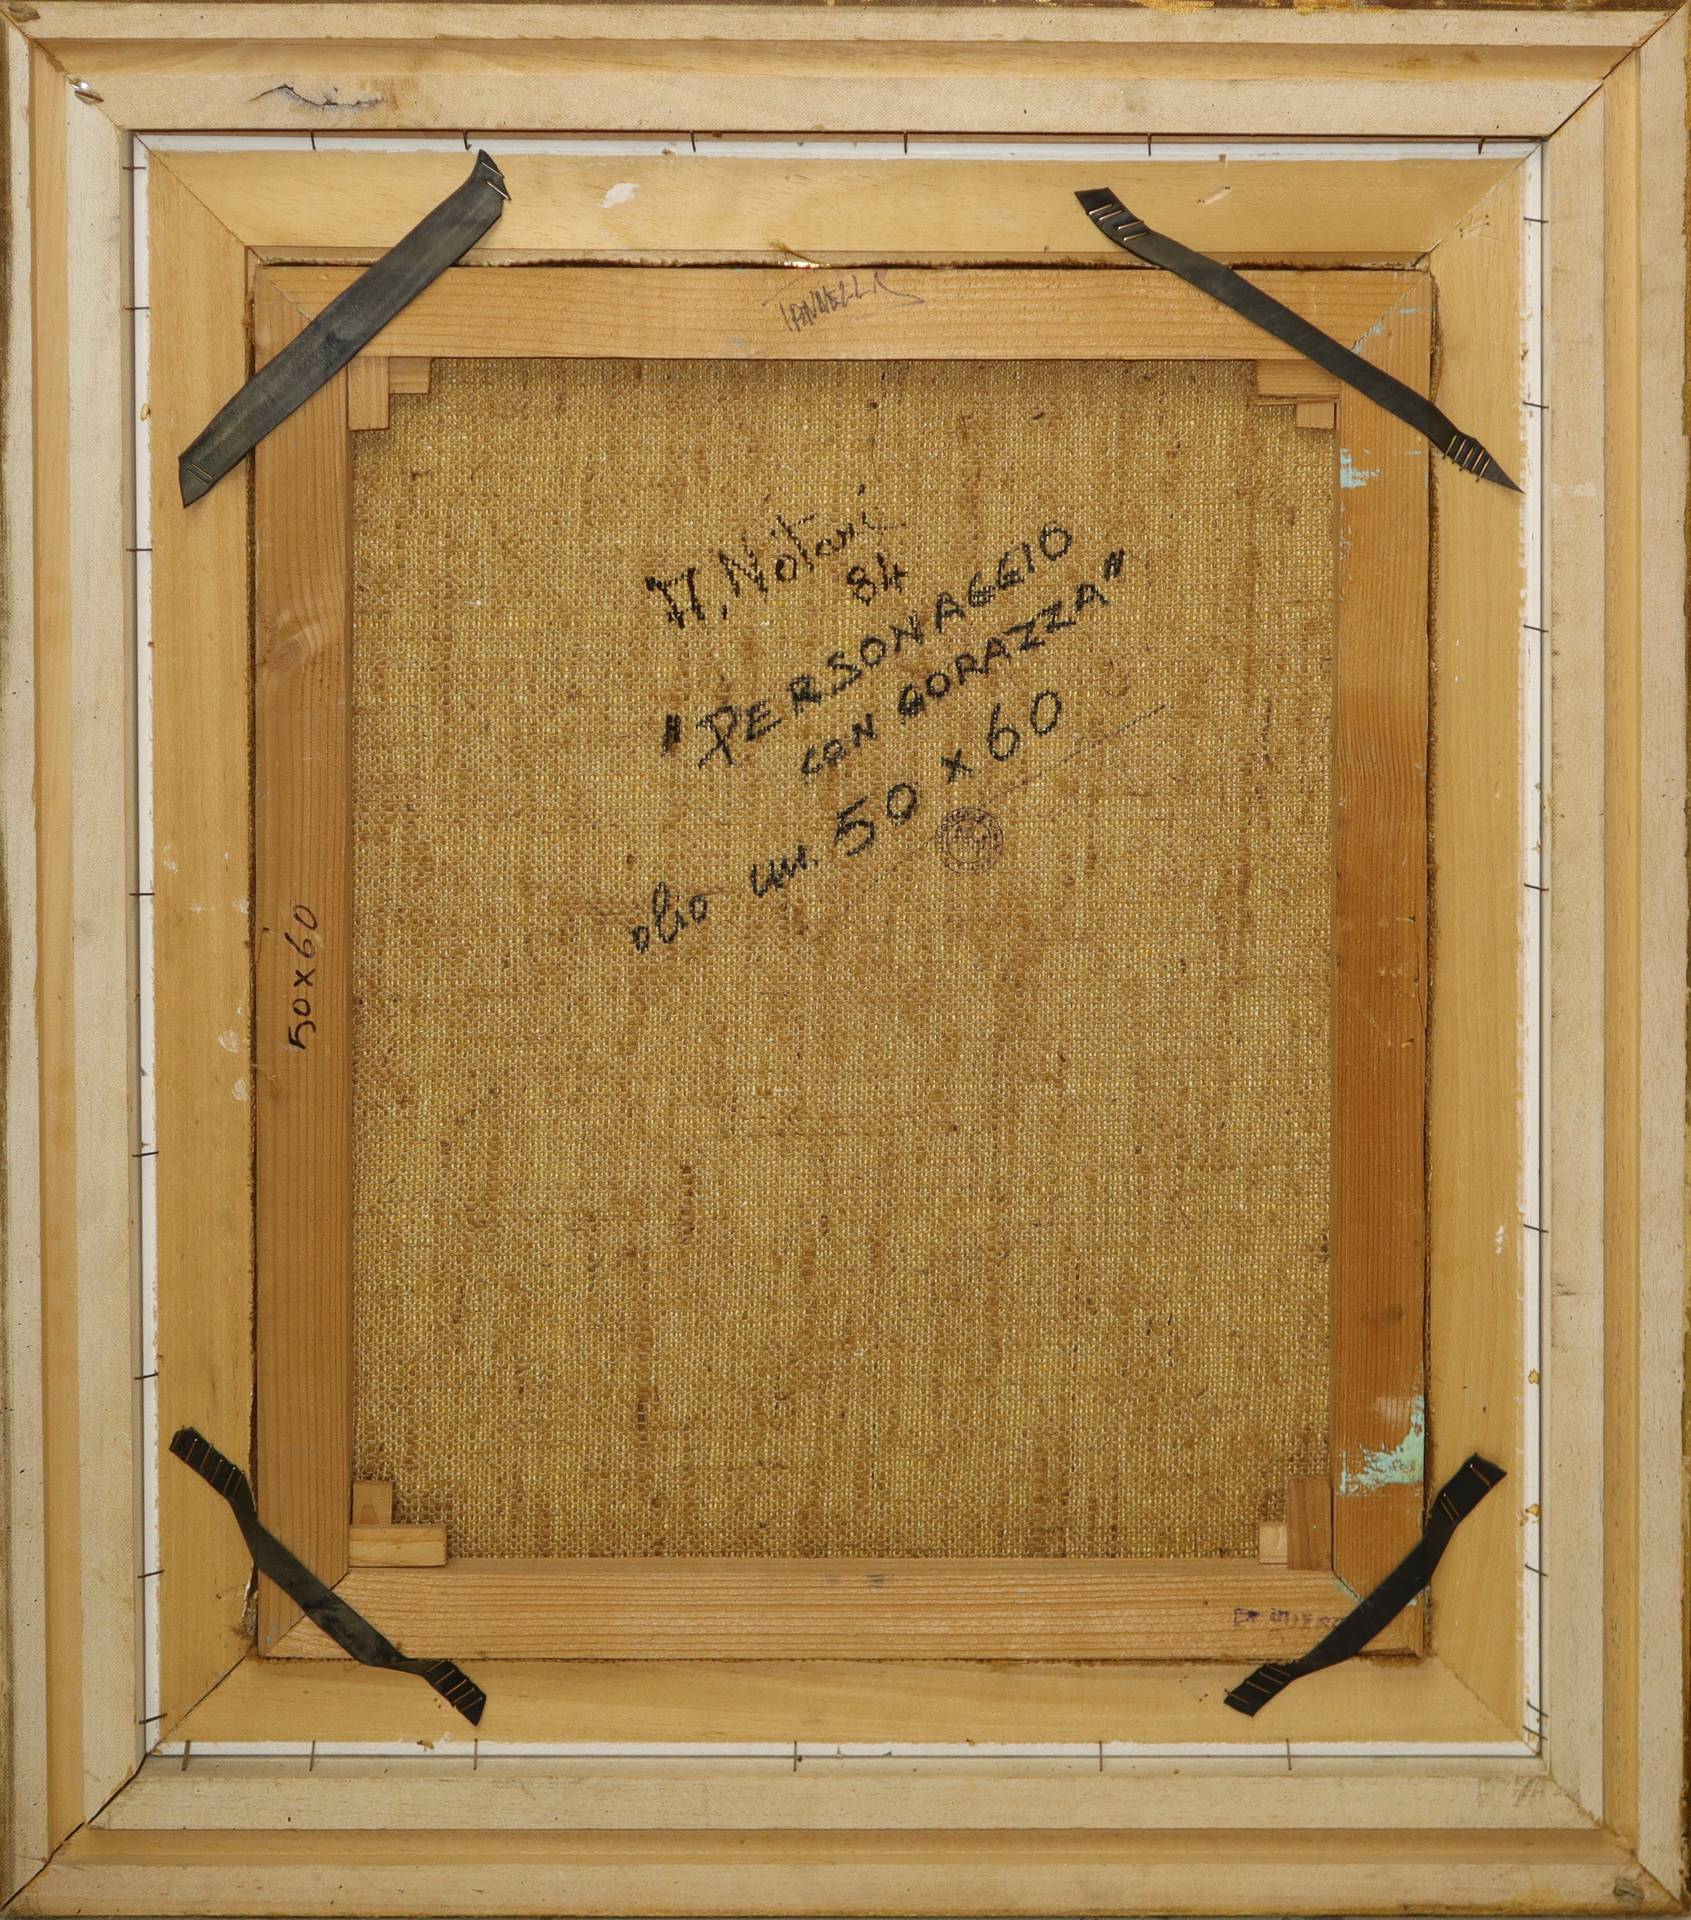 N. Notari
84
"PERSONAGGIO
CON CORAZZA"
olio cm. 50 x 60
50x60